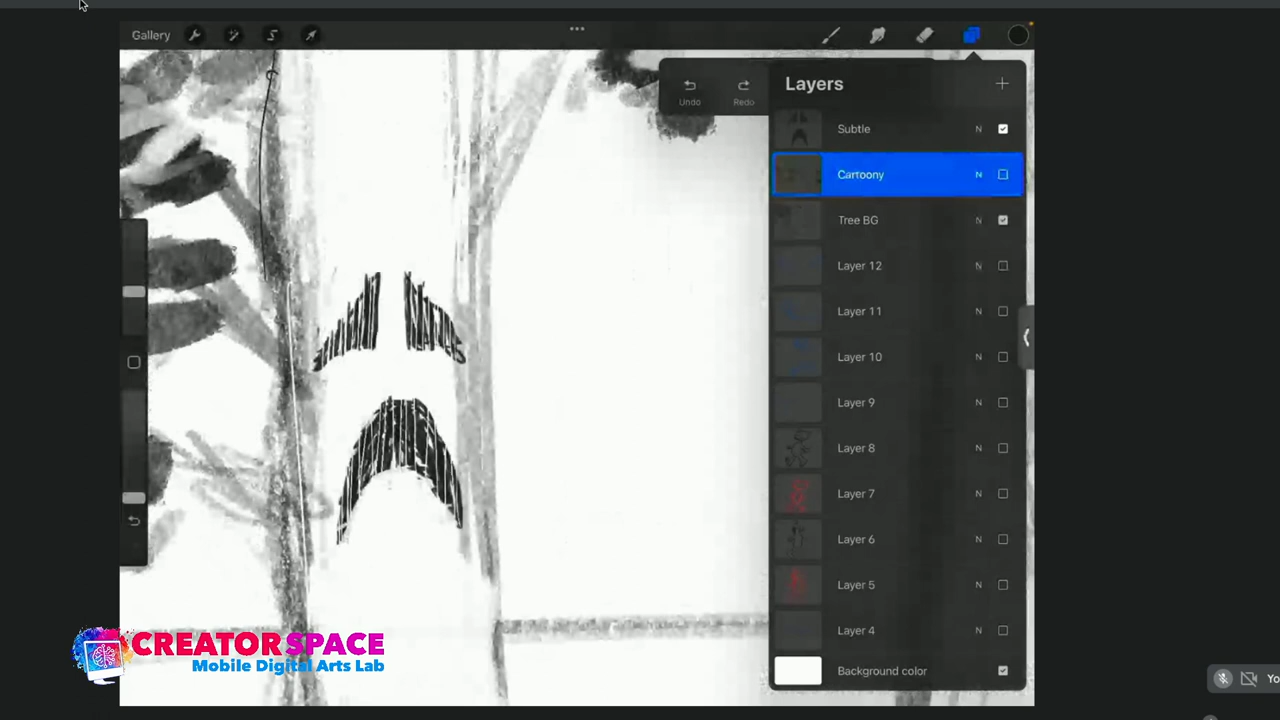 Gallery
Undo
Redo
Layers
Subtle N
Cartoony N
Tree BG N
Layer 12 N
Layer 11 N
Layer 10 N
Layer 9 N
Layer 8 N
Layer 7 N
Layer 6 N
Layer 5 N
Layer 4 N
Background color
CREATOR SPACE
Mobile Digital Arts Lab
Yo